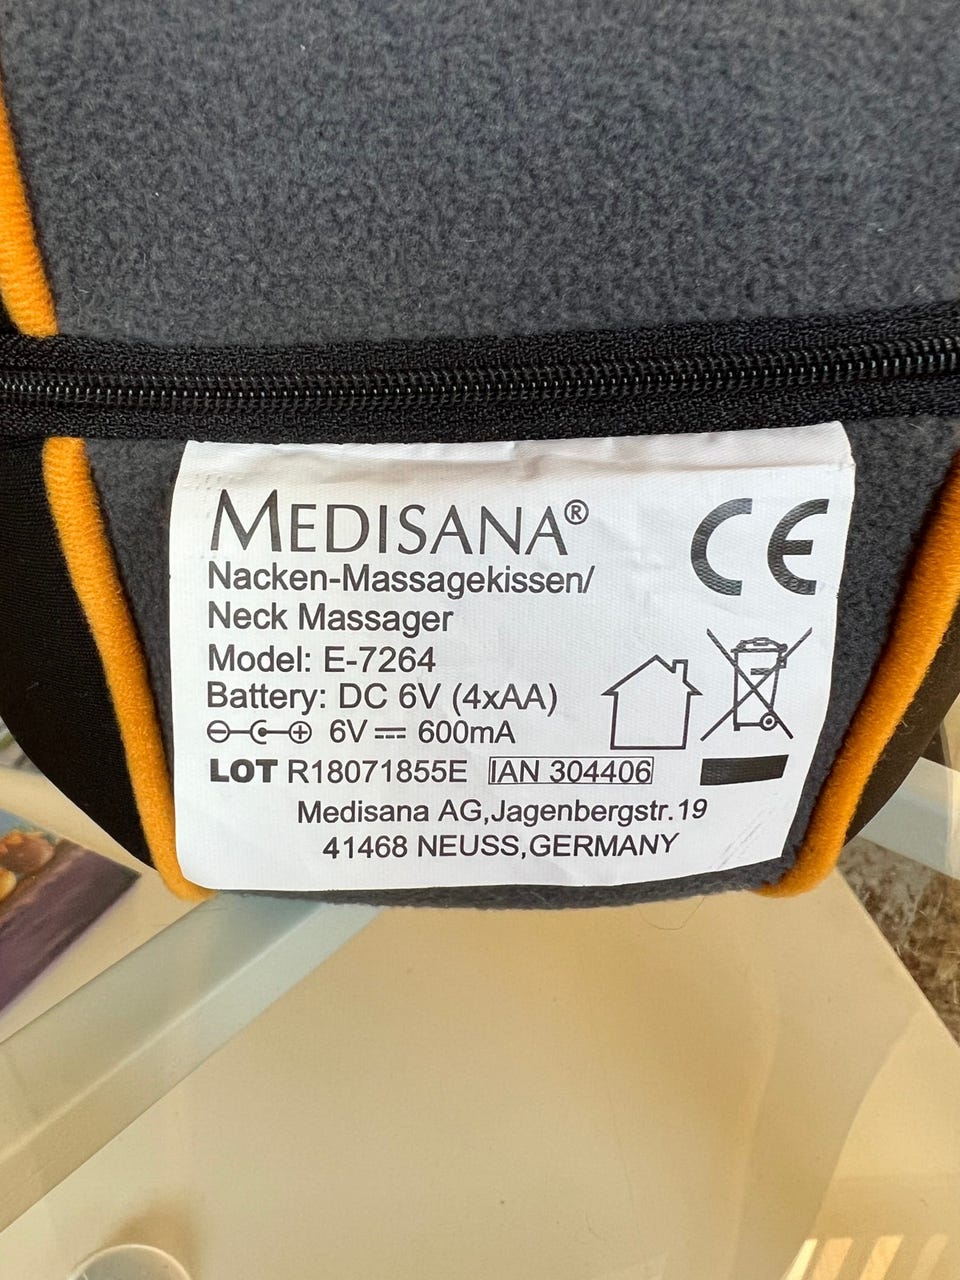 MEDISANA®
Nacken-Massagekissen/
Neck Massager
Model: E-7264
Battery: DC 6V (4xAA)
6V ⎓ 600mA
LOT R18071855E IAN 304406
Medisana AG,Jagenbergstr.19
41468 NEUSS,GERMANY
CE